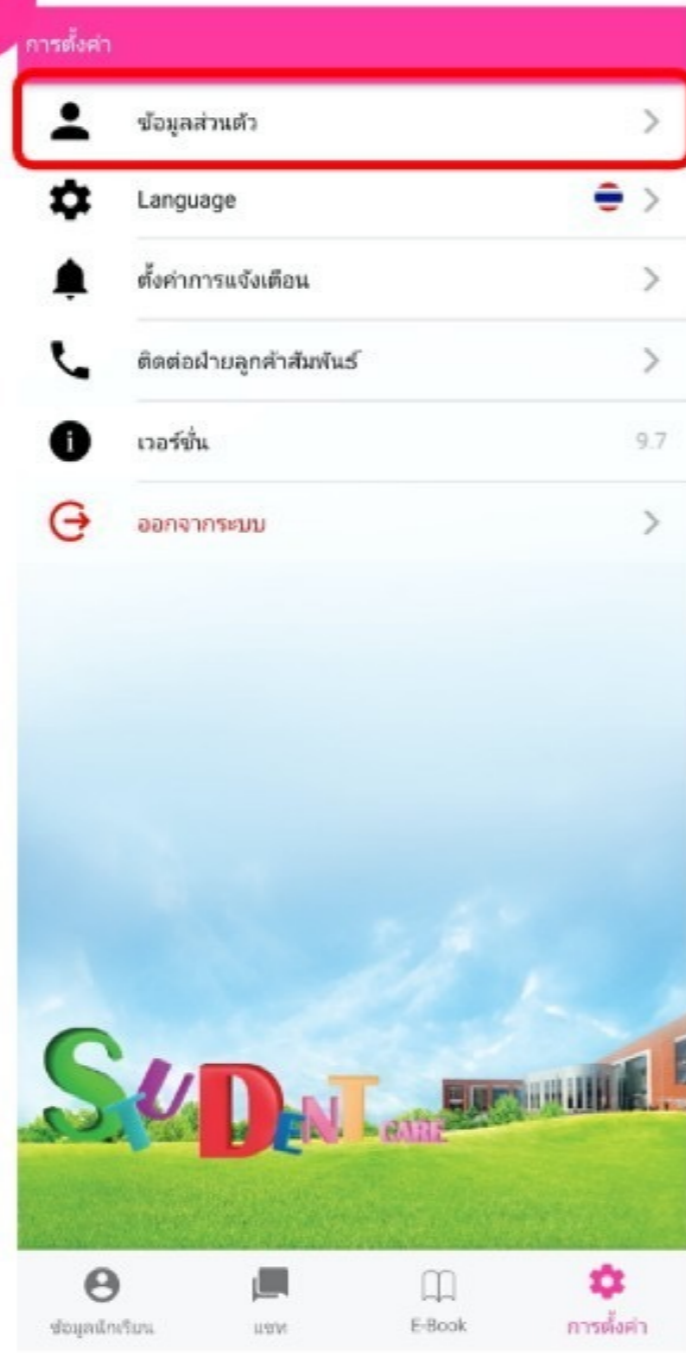 การตั้งค่า
ข้อมูลส่วนตัว
Language
ตั้งค่าการแจ้งเตือน
ติดต่อฝ่ายลูกค้าสัมพันธ์
เวอร์ชั่น 9.7
ออกจากระบบ
STUDENT CARE
ข้อมูลนักเรียน แชท E-Book การตั้งค่า